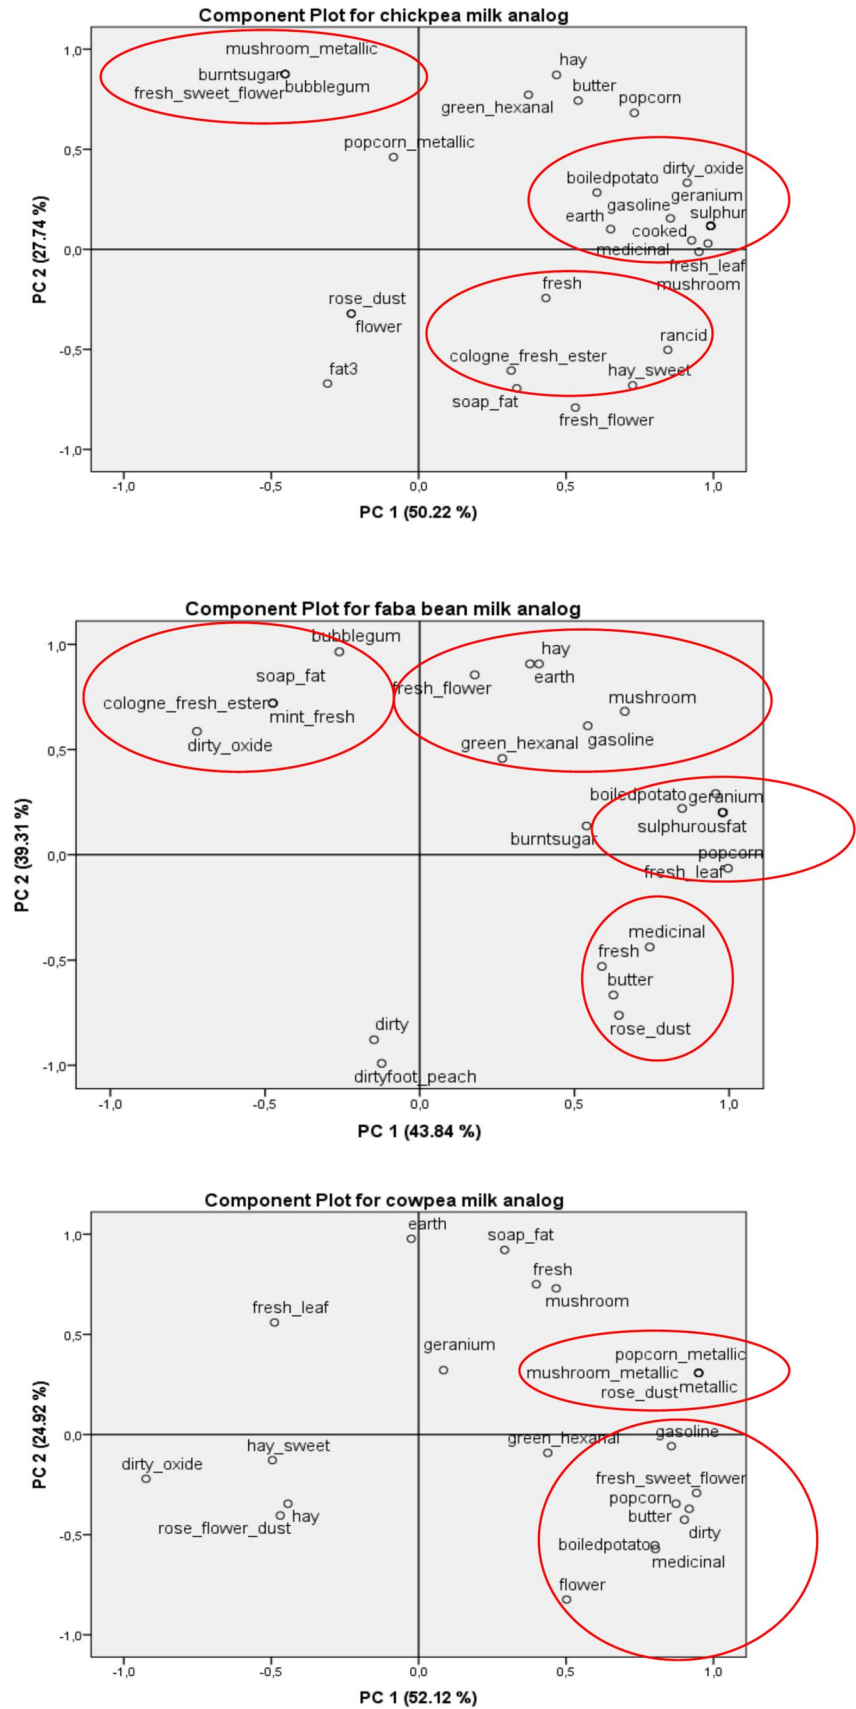 Component Plot for chickpea milk analog
1,0
mushroom_metallic
hay
burntsugar
bubblegum
butter
fresh_sweet_flower
green_hexanal
popcorn
0,5
popcorn_metallic
dirty_oxide
boiledpotato
geranium
gasoline
sulphur
earth
cooked
0,0
medicinal
fresh_leaf
mushroom
fresh
rose_dust
flower
rancid
-0,5
cologne_fresh_ester
fat3
hay_sweet
soap_fat
fresh_flower
-1,0
PC 2 (27.74 %)
-1,0 -0,5 0,0 0,5 1,0
PC 1 (50.22 %)
Component Plot for faba bean milk analog
bubblegum
1,0
hay
soap_fat
earth
fresh_flower
cologne_fresh_ester
mushroom
mint_fresh
dirty_oxide
green_hexanal
gasoline
0,5
boiledpotato
geranium
sulphurousfat
burntsugar
0,0
popcorn
fresh_leaf
medicinal
fresh
-0,5
butter
dirty
rose_dust
-1,0
dirtyfoot_peach
PC 2 (39.31 %)
-1,0 -0,5 0,0 0,5 1,0
PC 1 (43.84 %)
Component Plot for cowpea milk analog
earth
1,0
soap_fat
fresh
mushroom
fresh_leaf
0,5
geranium
popcorn_metallic
mushroom_metallic
metallic
rose_dust
0,0
gasoline
green_hexanal
hay_sweet
dirty_oxide
fresh_sweet_flower
popcorn
hay
butter
rose_flower_dust
dirty
-0,5
boiledpotato
medicinal
flower
-1,0
PC 2 (24.92 %)
-1,0 -0,5 0,0 0,5 1,0
PC 1 (52.12 %)